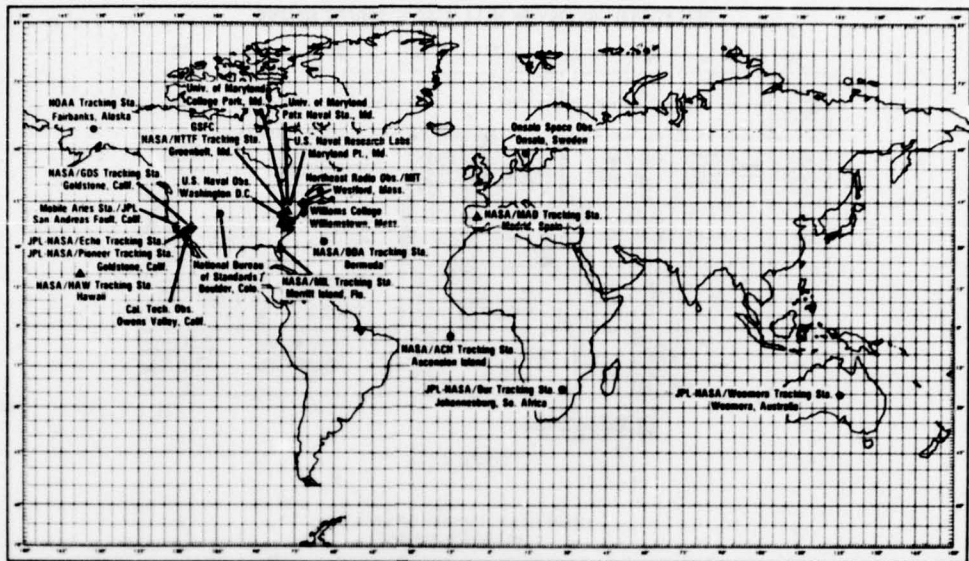 NOAA Tracking Sta.
Fairbanks, Alaska
Univ. of Maryland
College Park, Md.
Univ. of Maryland
Patx Naval Sta., Md.
GSFC
NASA/NTTF Tracking Sta.
Greenbelt, Md.
U.S. Naval Research Labs
Maryland Pt., Md.
Onsala Space Obs.
Onsala, Sweden
NASA/GDS Tracking Sta
Goldstone, Calif.
U.S. Naval Obs.
Washington D.C.
Northeast Radio Obs./MIT
Westford, Mass.
Mobile Aries Sta./JPL
San Andreas Fault, Calif.
Williams College
Williamstown, Mass.
NASA/MAD Tracking Sta.
Madrid, Spain
JPL-NASA/Echo Tracking Sta.
JPL-NASA/Pioneer Tracking Sta.
Goldstone, Calif.
NASA/BDA Tracking Sta.
Bermuda
National Bureau
of Standards /
Boulder, Colo.
NASA/MIL Tracking Sta.
Merritt Island, Fla.
NASA/HAW Tracking Sta.
Hawaii
Cal. Tech. Obs.
Owens Valley, Calif.
NASA/ACN Tracking Sta.
Ascension Island
JPL-NASA/Bur Tracking Sta.
Johannesburg, So. Africa
JPL-NASA/Woomera Tracking Sta.
Woomera, Australia